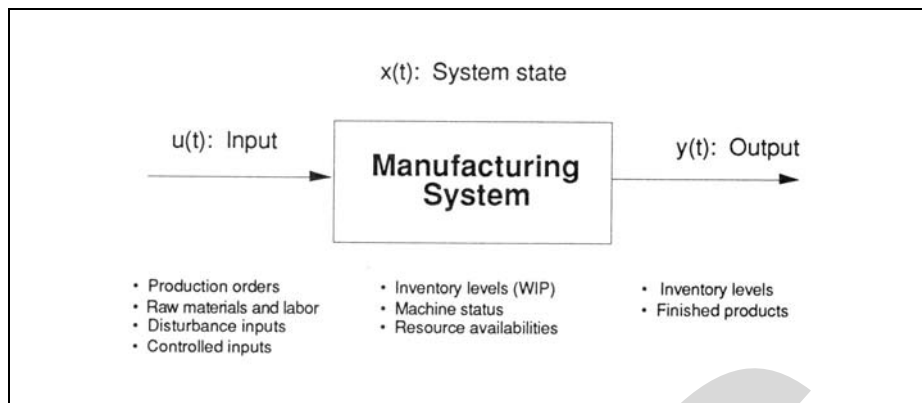 x(t): System state
u(t): Input
Manufacturing
System
y(t): Output
• Production orders
• Raw materials and labor
• Disturbance inputs
• Controlled inputs
• Inventory levels (WIP)
• Machine status
• Resource availabilities
• Inventory levels
• Finished products